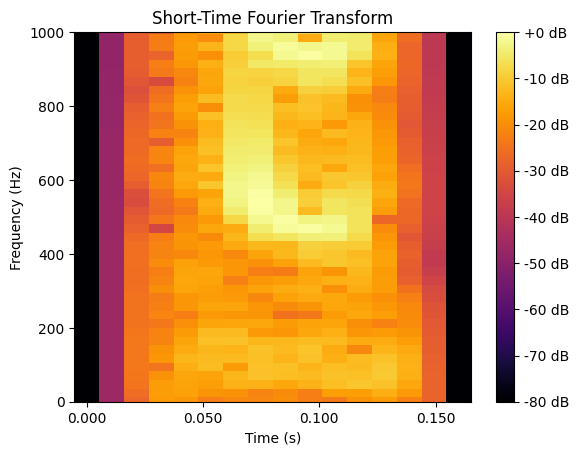 Short-Time Fourier Transform
Frequency (Hz)
1000
800
600
400
200
0
0.000 0.050 0.100 0.150
Time (s)
+0 dB
-10 dB
-20 dB
-30 dB
-40 dB
-50 dB
-60 dB
-70 dB
-80 dB